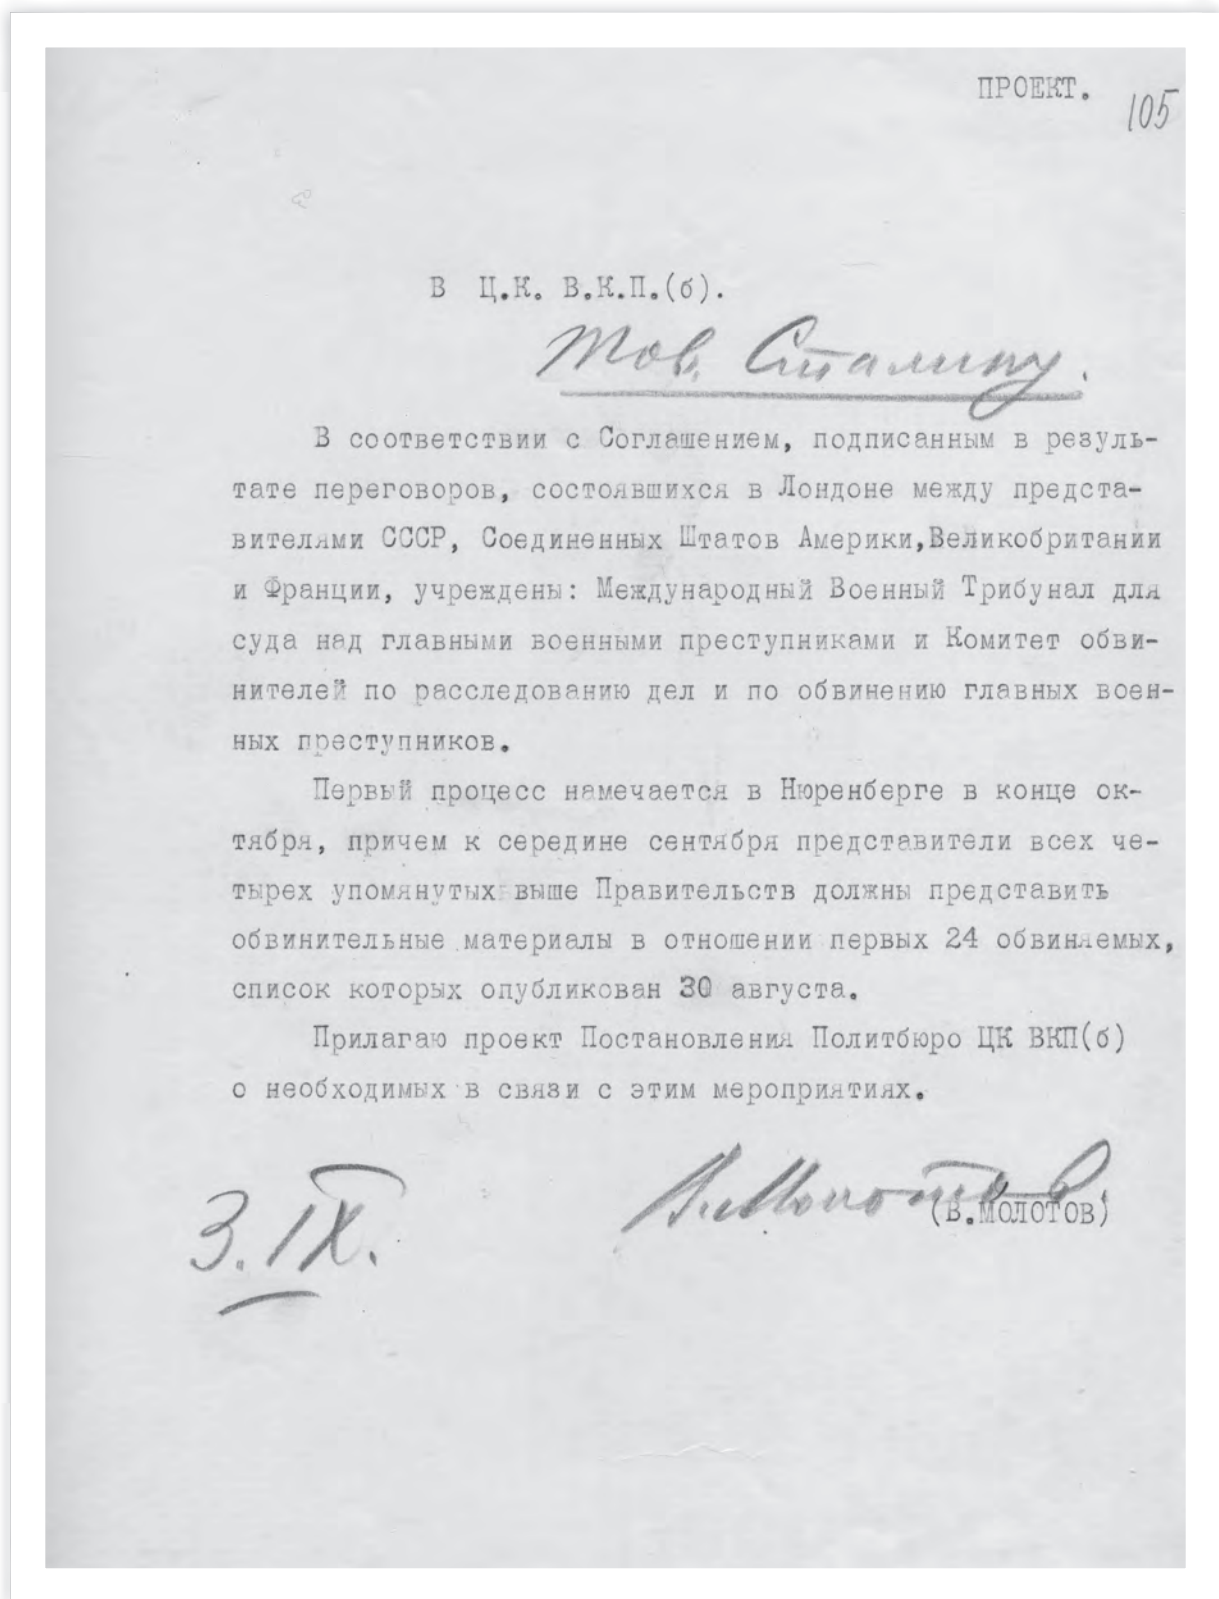 ПРОЕКТ.
105
В Ц.К. В.К.П.(б).
Тов. Сталину.
В соответствии с Соглашением, подписанным в резуль-
тате переговоров, состоявшихся в Лондоне между предста-
вителями СССР, Соединенных Штатов Америки,Великобритании
и Франции, учреждены: Международный Военный Трибунал для
суда над главными военными преступниками и Комитет обви-
нителей по расследованию дел и по обвинению главных воен-
ных преступников.
Первый процесс намечается в Нюренберге в конце ок-
тября, причем к середине сентября представители всех че-
тырех упомянутых выше Правительств должны представить
обвинительные материалы в отношении первых 24 обвиняемых,
список которых опубликован 30 августа.
Прилагаю проект Постановления Политбюро ЦК ВКП(б)
о необходимых в связи с этим мероприятиях.
В. Молотов
(В.МОЛОТОВ)
3.IX.